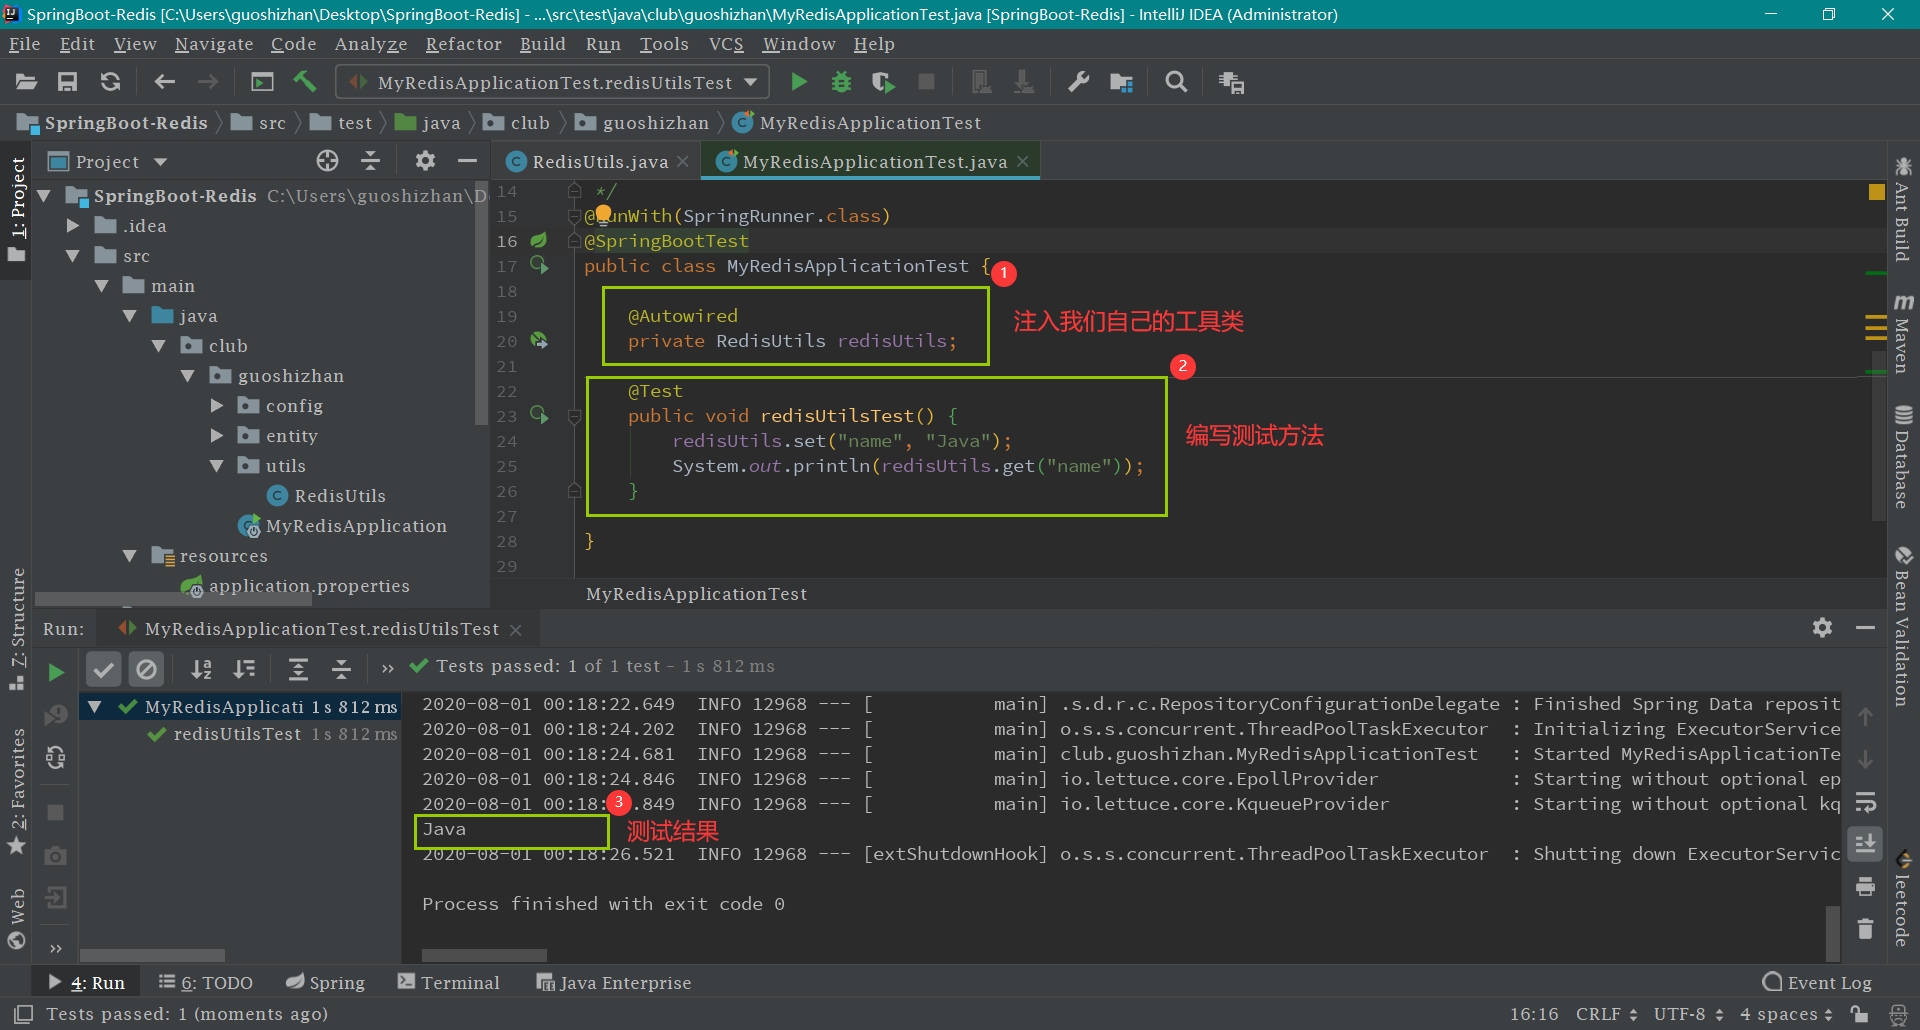 SpringBoot-Redis [C:\Users\guoshizhan\Desktop\SpringBoot-Redis] - ...\src\test\java\club\guoshizhan\MyRedisApplicationTest.java [SpringBoot-Redis] - IntelliJ IDEA (Administrator)
File Edit View Navigate Code Analyze Refactor Build Run Tools VCS Window Help
MyRedisApplicationTest.redisUtilsTest
SpringBoot-Redis src test java club guoshizhan MyRedisApplicationTest
1: Project
Project
SpringBoot-Redis C:\Users\guoshizhan\D
.idea
src
main
java
club
guoshizhan
config
entity
utils
RedisUtils
MyRedisApplication
resources
application.properties
RedisUtils.java
MyRedisApplicationTest.java
14 */
15 @RunWith(SpringRunner.class)
16 @SpringBootTest
17 public class MyRedisApplicationTest {
1
18
19 @Autowired
注入我们自己的工具类
20 private RedisUtils redisUtils;
21
2
22 @Test
23 public void redisUtilsTest() {
编写测试方法
24 redisUtils.set("name", "Java");
25 System.out.println(redisUtils.get("name"));
26 }
27
28 }
29
MyRedisApplicationTest
Ant Build
Maven
Database
Bean Validation
leetcode
Z: Structure
2: Favorites
Web
Run: MyRedisApplicationTest.redisUtilsTest
» Tests passed: 1 of 1 test - 1 s 812 ms
MyRedisApplicati 1 s 812 ms
redisUtilsTest 1 s 812 ms
2020-08-01 00:18:22.649 INFO 12968 --- [ main] .s.d.r.c.RepositoryConfigurationDelegate : Finished Spring Data reposit
2020-08-01 00:18:24.202 INFO 12968 --- [ main] o.s.s.concurrent.ThreadPoolTaskExecutor : Initializing ExecutorService
2020-08-01 00:18:24.681 INFO 12968 --- [ main] club.guoshizhan.MyRedisApplicationTest : Started MyRedisApplicationTe
2020-08-01 00:18:24.846 INFO 12968 --- [ main] io.lettuce.core.EpollProvider : Starting without optional ep
2020-08-01 00:18: .849 INFO 12968 --- [ main] io.lettuce.core.KqueueProvider : Starting without optional kq
3
Java
测试结果
2020-08-01 00:18:26.521 INFO 12968 --- [extShutdownHook] o.s.s.concurrent.ThreadPoolTaskExecutor : Shutting down ExecutorServic
Process finished with exit code 0
»
4: Run 6: TODO Spring Terminal Java Enterprise Event Log
Tests passed: 1 (moments ago) 16:16 CRLF UTF-8 4 spaces